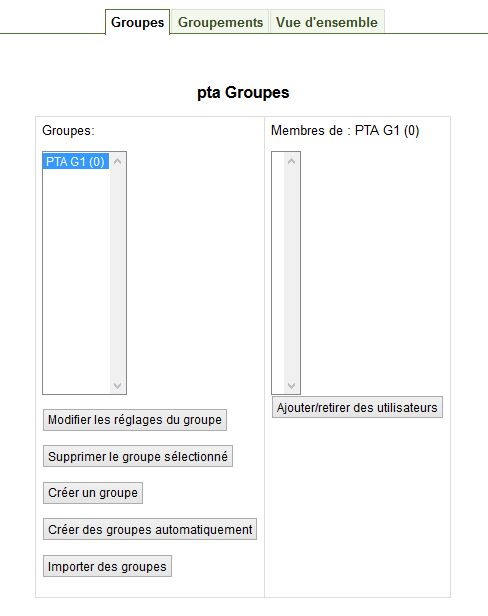 Groupes Groupements Vue d'ensemble
pta Groupes
Groupes:
PTA G1 (0)
Modifier les réglages du groupe
Supprimer le groupe sélectionné
Créer un groupe
Créer des groupes automatiquement
Importer des groupes
Membres de : PTA G1 (0)
Ajouter/retirer des utilisateurs